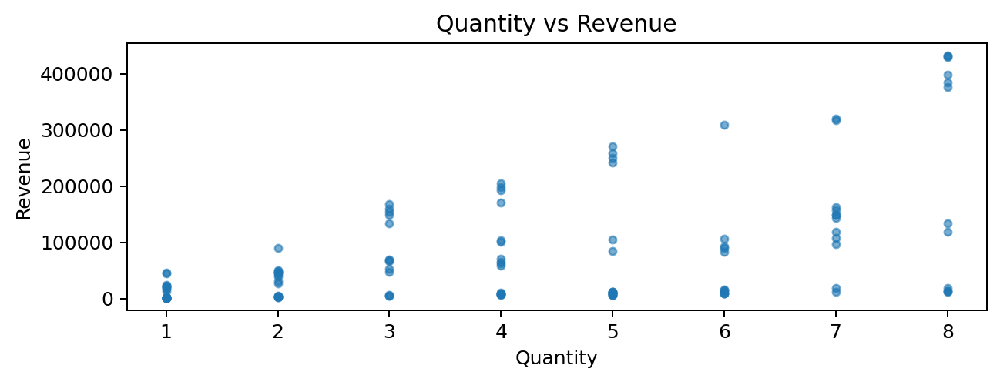 Quantity vs Revenue
400000
300000
200000
100000
0
Revenue
1 2 3 4 5 6 7 8
Quantity